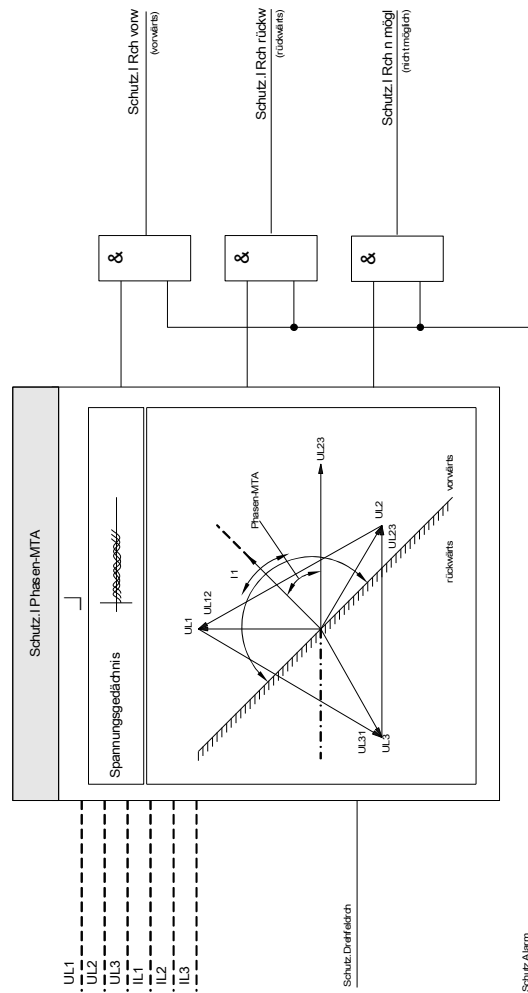 Schutz.I Phasen-MTA
Spannungsgedächnis
UL1
UL2
UL3
IL1
IL2
IL3
UL1
UL12
I1
Phasen-MTA
UL23
UL31
UL3
UL2
UL23
vorwärts
rückwärts
&
Schutz.I Rch vorw
(vorwärts)
&
Schutz.I Rch rückw
(rückwärts)
&
Schutz.I Rch n mögl
(nicht möglich)
Schutz.Drehfeldrch
Schutz.Alarm